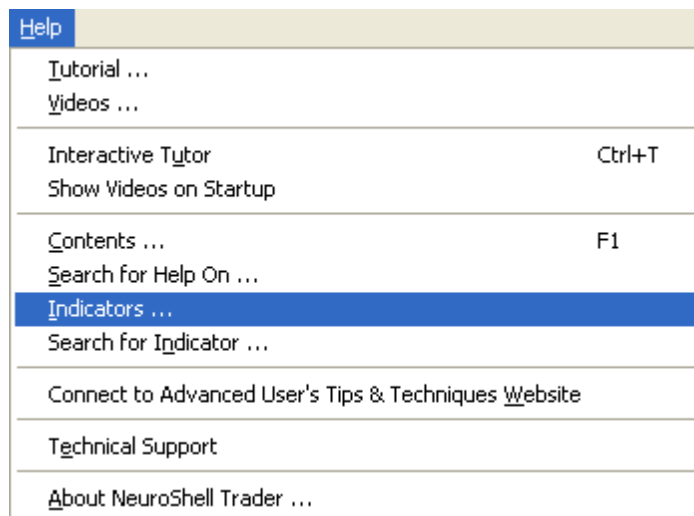 Help
Tutorial ...
Videos ...
Interactive Tutor Ctrl+T
Show Videos on Startup
Contents ... F1
Search for Help On ...
Indicators ...
Search for Indicator ...
Connect to Advanced User's Tips & Techniques Website
Technical Support
About NeuroShell Trader ...